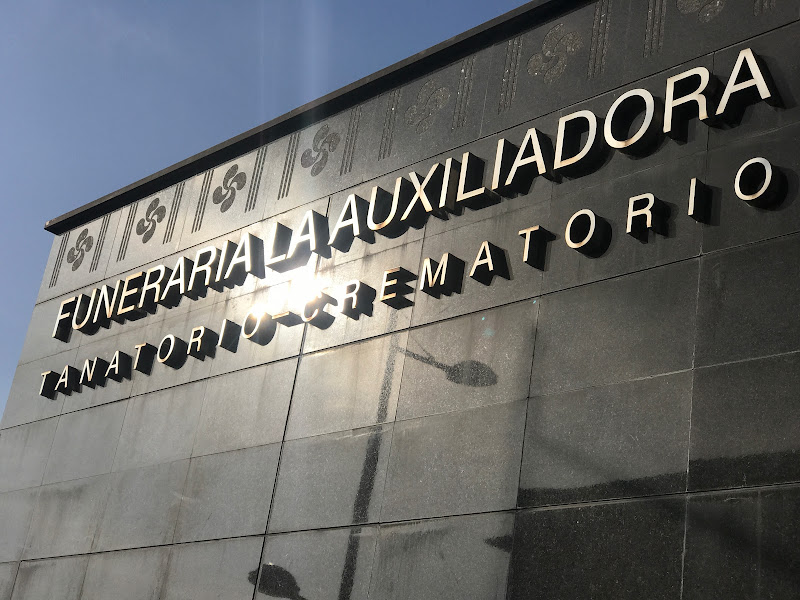 FUNERARIA LA AUXILIADORA
TANATORIO-CREMATORIO